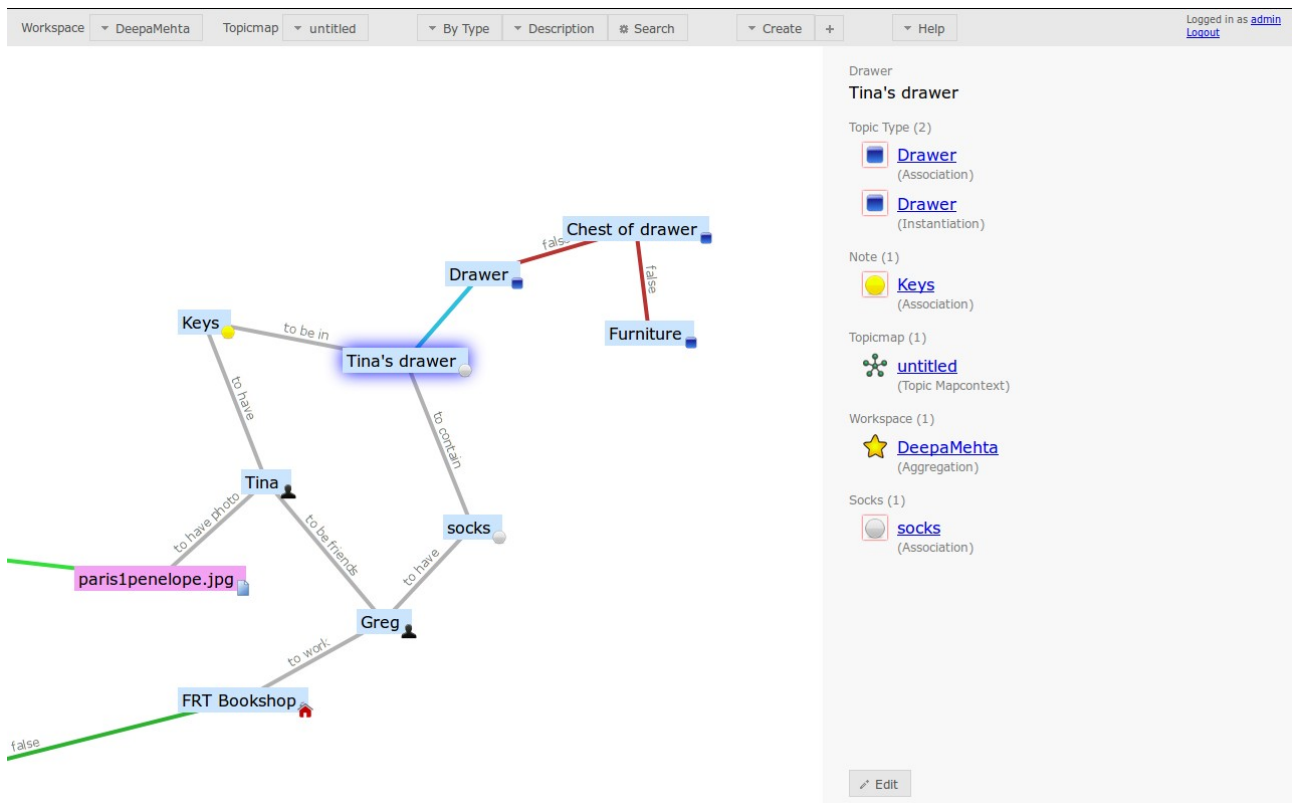 Workspace DeepaMehta Topicmap untitled By Type Description Search Create + Help
Logged in as admin
Logout
Drawer
Tina's drawer
Topic Type (2)
Drawer
(Association)
Drawer
(Instantiation)
Note (1)
Keys
(Association)
Topicmap (1)
untitled
(Topic Mapcontext)
Workspace (1)
DeepaMehta
(Aggregation)
Socks (1)
socks
(Association)
Edit
Chest of drawer
false
Drawer
false
Keys
to be in
Furniture
Tina's drawer
to have
to contain
Tina
to have photo
to be friends
socks
to have
paris1penelope.jpg
Greg
to work
FRT Bookshop
false